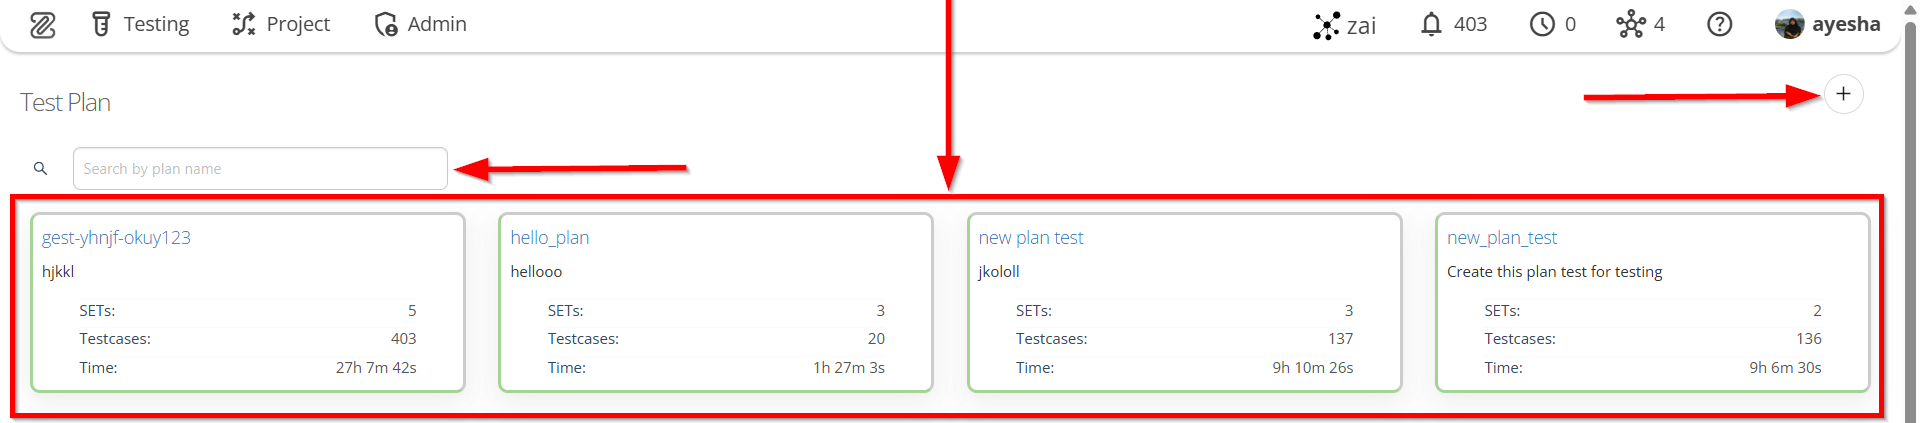 Testing Project Admin zai 403 0 4 ayesha
Test Plan
Search by plan name
gest-yhnjf-okuy123
hjkkl
SETs: 5
Testcases: 403
Time: 27h 7m 42s
hello_plan
hellooo
SETs: 3
Testcases: 20
Time: 1h 27m 3s
new plan test
jkololl
SETs: 3
Testcases: 137
Time: 9h 10m 26s
new_plan_test
Create this plan test for testing
SETs: 2
Testcases: 136
Time: 9h 6m 30s